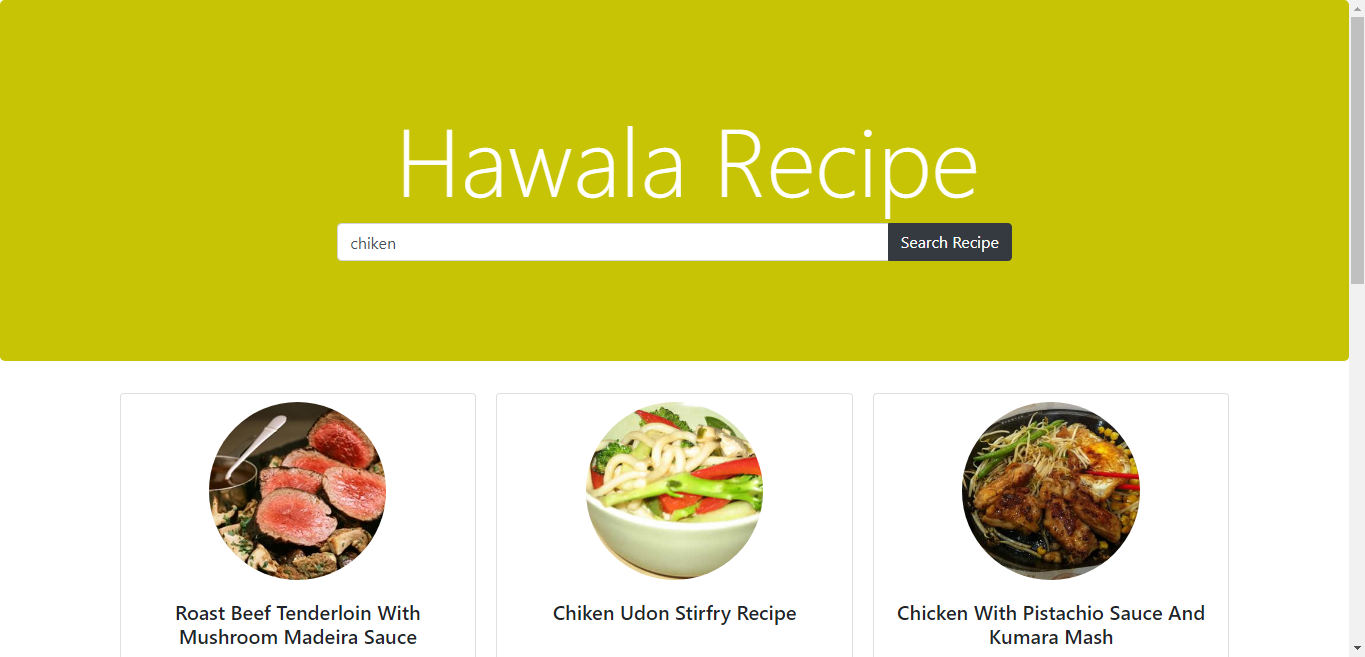 Hawala Recipe
chiken
Search Recipe
Roast Beef Tenderloin With
Mushroom Madeira Sauce
Chiken Udon Stirfry Recipe
Chicken With Pistachio Sauce And
Kumara Mash